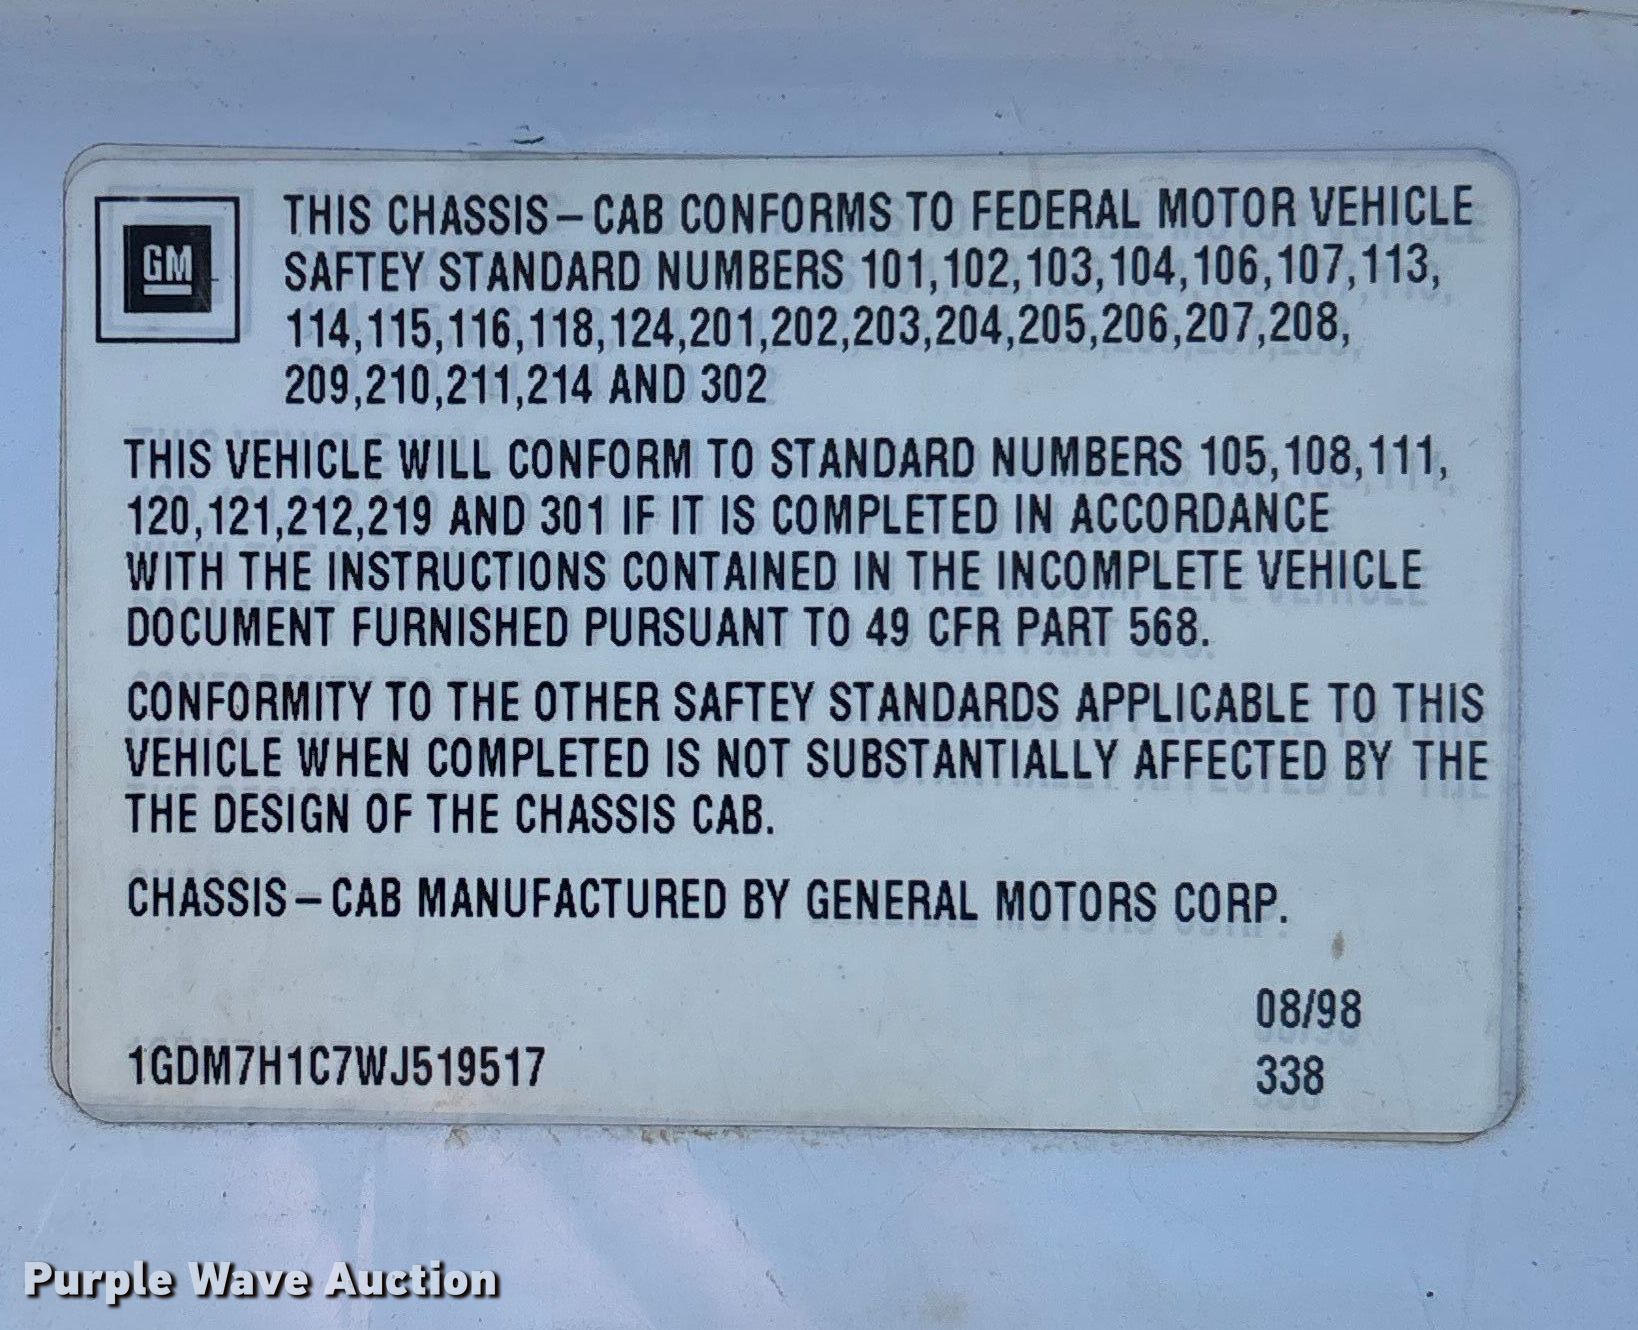 GM
THIS CHASSIS–CAB CONFORMS TO FEDERAL MOTOR VEHICLE
SAFTEY STANDARD NUMBERS 101,102,103,104,106,107,113,
114,115,116,118,124,201,202,203,204,205,206,207,208,
209,210,211,214 AND 302
THIS VEHICLE WILL CONFORM TO STANDARD NUMBERS 105,108,111,
120,121,212,219 AND 301 IF IT IS COMPLETED IN ACCORDANCE
WITH THE INSTRUCTIONS CONTAINED IN THE INCOMPLETE VEHICLE
DOCUMENT FURNISHED PURSUANT TO 49 CFR PART 568.
CONFORMITY TO THE OTHER SAFTEY STANDARDS APPLICABLE TO THIS
VEHICLE WHEN COMPLETED IS NOT SUBSTANTIALLY AFFECTED BY THE
THE DESIGN OF THE CHASSIS CAB.
CHASSIS–CAB MANUFACTURED BY GENERAL MOTORS CORP.
08/98
1GDM7H1C7WJ519517
338
Purple Wave Auction